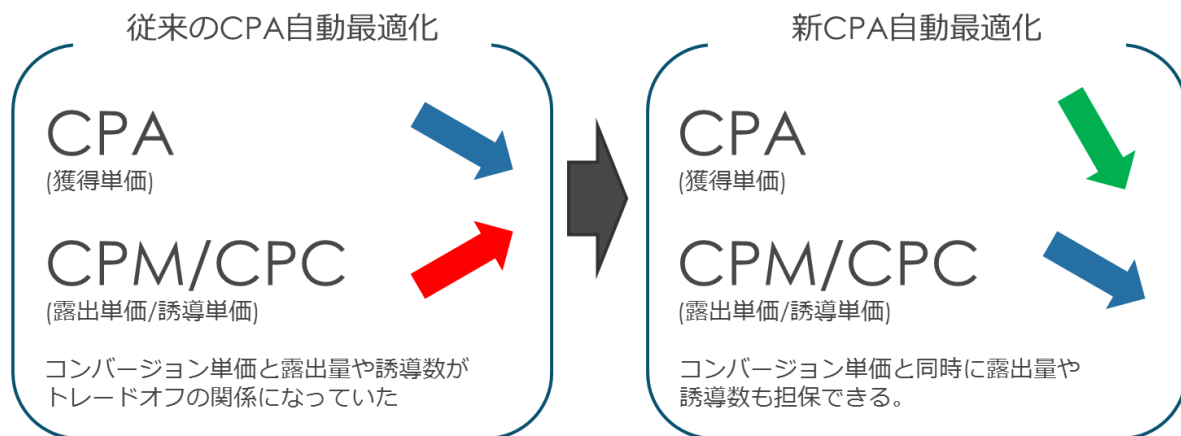 従来のCPA自動最適化
CPA
(獲得単価)
CPM/CPC
(露出単価/誘導単価)
コンバージョン単価と露出量や誘導数が
トレードオフの関係になっていた
新CPA自動最適化
CPA
(獲得単価)
CPM/CPC
(露出単価/誘導単価)
コンバージョン単価と同時に露出量や
誘導数も担保できる。